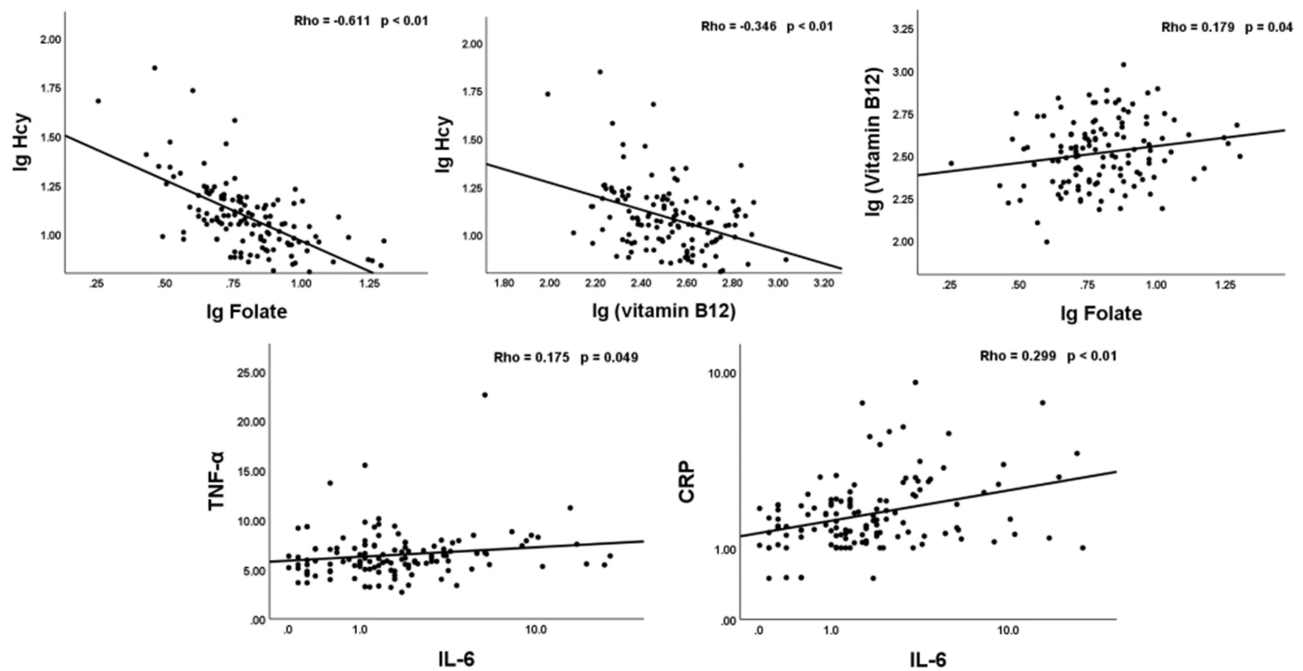 Rho = -0.611 p < 0.01
2.00
1.75
1.50
1.25
1.00
lg Hcy
.25 .50 .75 1.00 1.25
lg Folate
Rho = -0.346 p < 0.01
2.00
1.75
1.50
1.25
1.00
lg Hcy
1.80 2.00 2.20 2.40 2.60 2.80 3.00 3.20
lg (vitamin B12)
Rho = 0.179 p = 0.04
3.25
3.00
2.75
2.50
2.25
2.00
lg (Vitamin B12)
.25 .50 .75 1.00 1.25
lg Folate
Rho = 0.175 p = 0.049
25.00
20.00
15.00
10.00
5.00
.00
TNF-α
.0 1.0 10.0
IL-6
Rho = 0.299 p < 0.01
10.00
1.00
.00
CRP
.0 1.0 10.0
IL-6